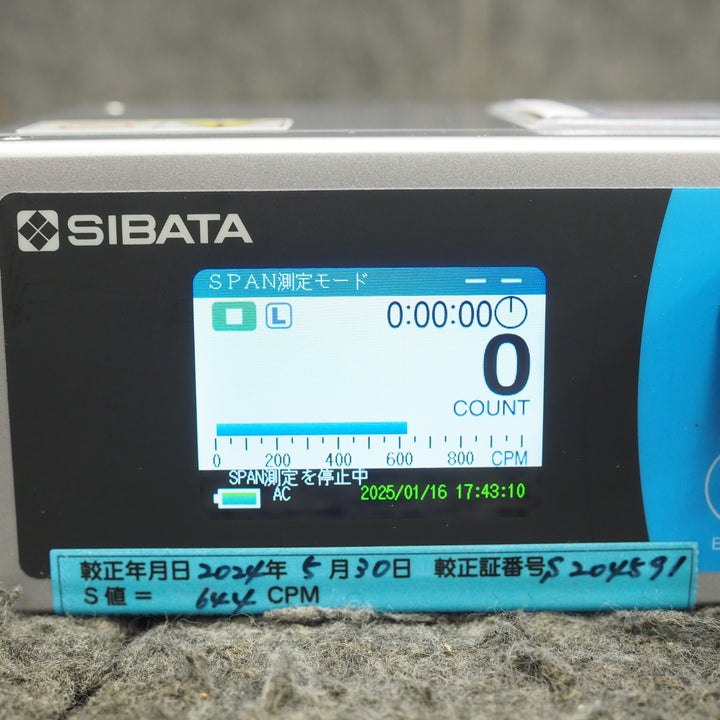 SIBATA
SPAN測定モード -- --
L 0:00:00
0
COUNT
0 200 400 600 800 CPM
SPAN測定を停止中
AC 2025/01/16 17:43:10
E
較正年月日 2024年 5月30日 較正証番号 S204591
S値= 644 CPM